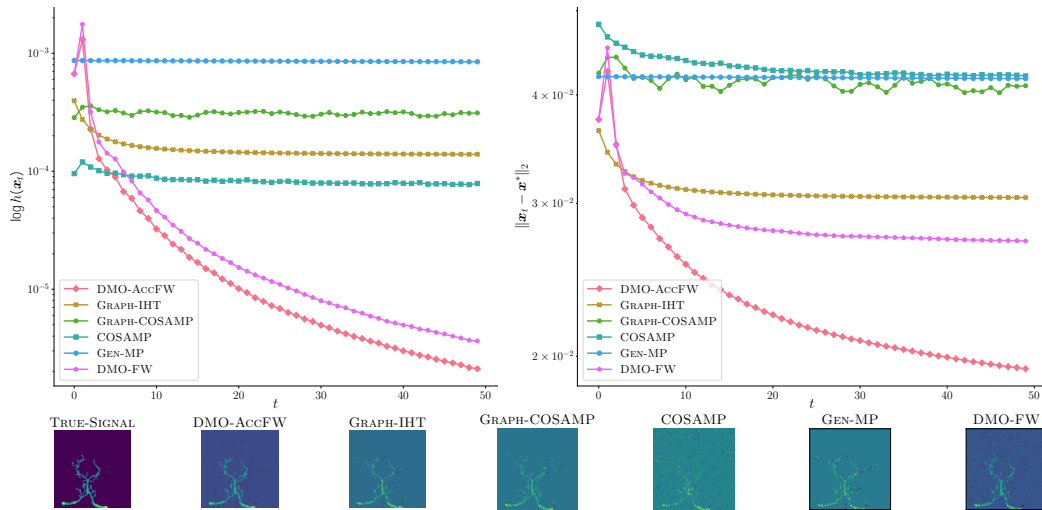 10⁻³
10⁻⁴
10⁻⁵
log h(𝒙ₜ)
DMO-AccFW
Graph-IHT
Graph-COSAMP
COSAMP
Gen-MP
DMO-FW
0 10 20 30 40 50
t
4 × 10⁻²
3 × 10⁻²
2 × 10⁻²
‖𝒙ₜ − 𝒙*‖₂
DMO-AccFW
Graph-IHT
Graph-COSAMP
COSAMP
Gen-MP
DMO-FW
0 10 20 30 40 50
t
True-Signal DMO-AccFW Graph-IHT Graph-COSAMP COSAMP Gen-MP DMO-FW